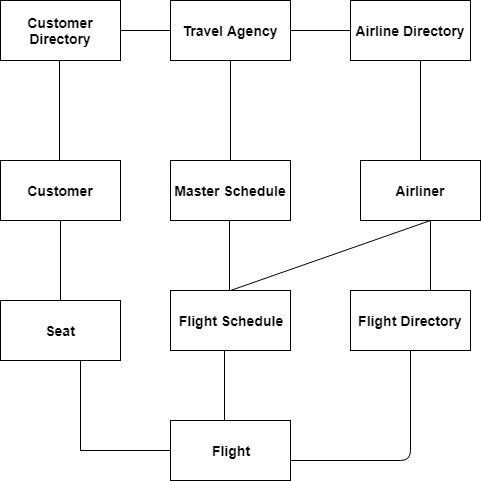 Customer
Directory
Travel Agency
Airline Directory
Customer
Master Schedule
Airliner
Seat
Flight Schedule
Flight Directory
Flight